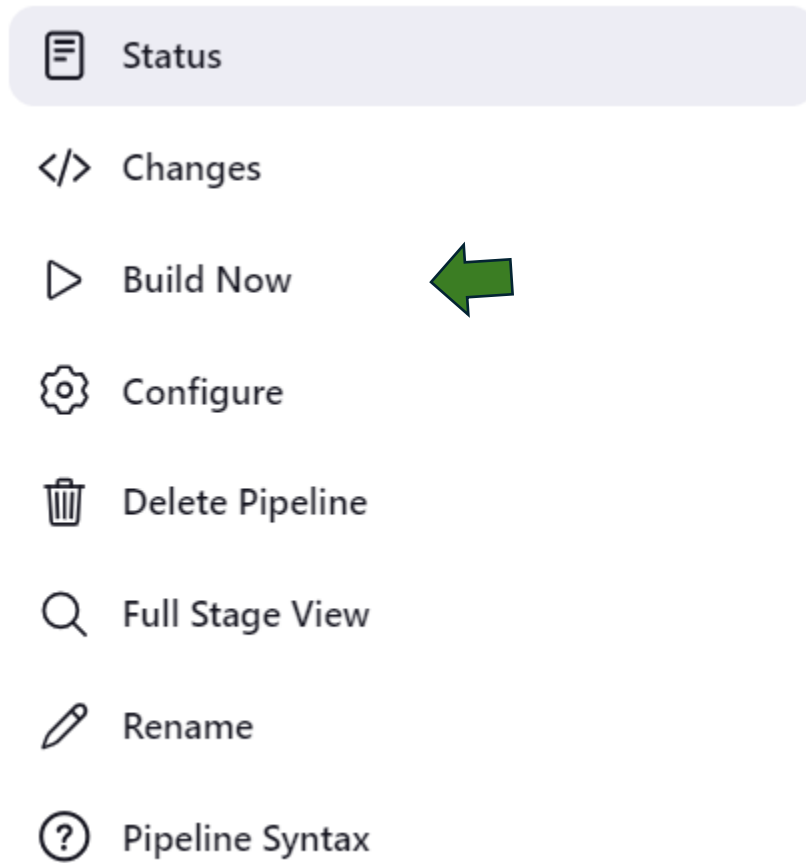 Status
Changes
Build Now
Configure
Delete Pipeline
Full Stage View
Rename
Pipeline Syntax